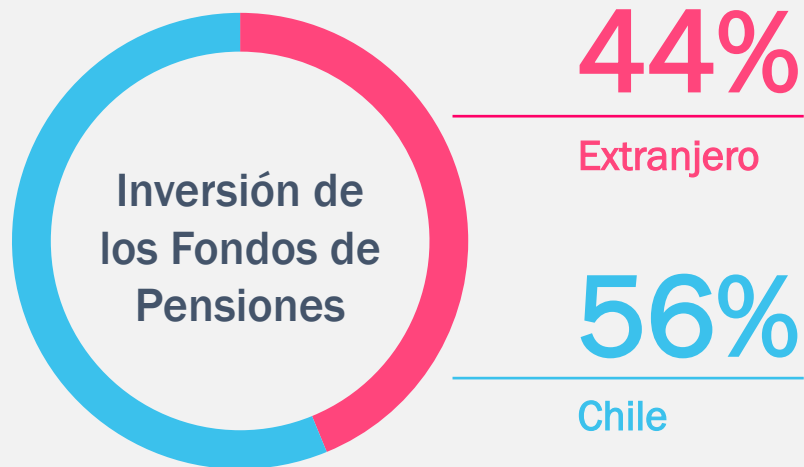 Inversión de
los Fondos de
Pensiones
44%
Extranjero
56%
Chile